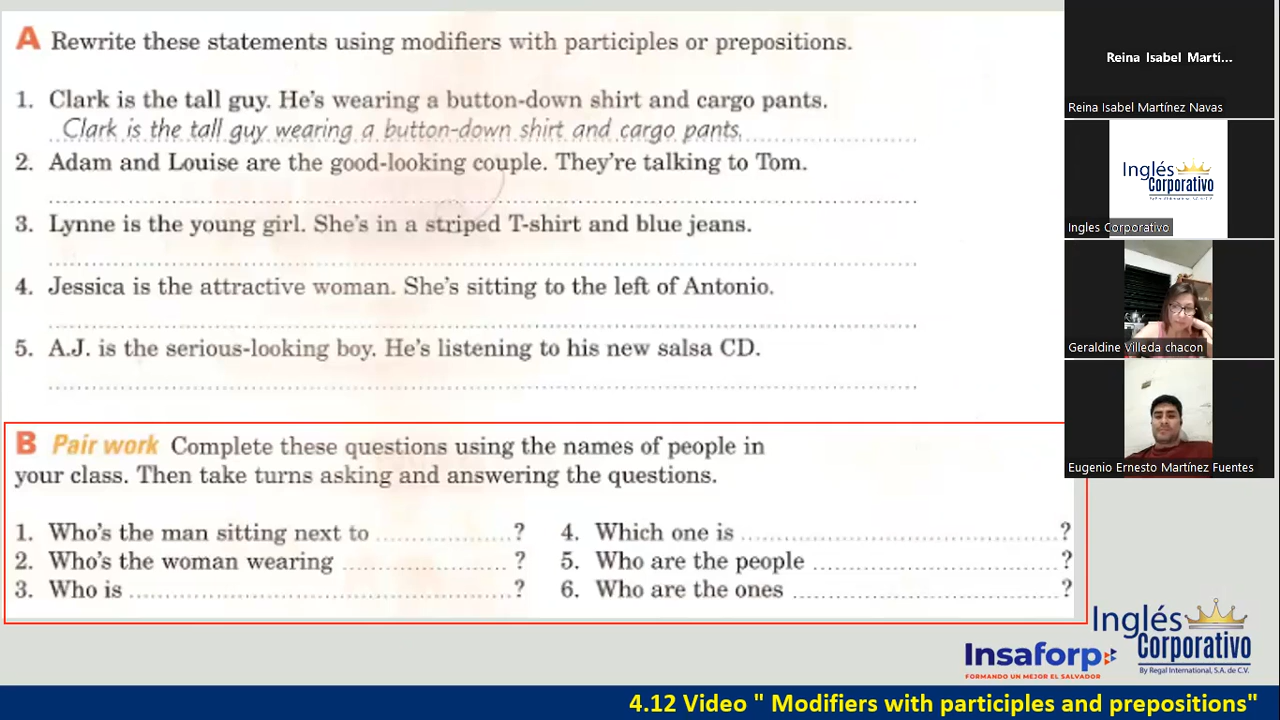 A Rewrite these statements using modifiers with participles or prepositions.
1. Clark is the tall guy. He's wearing a button-down shirt and cargo pants.
Clark is the tall guy wearing a button-down shirt and cargo pants.
2. Adam and Louise are the good-looking couple. They're talking to Tom.
3. Lynne is the young girl. She's in a striped T-shirt and blue jeans.
4. Jessica is the attractive woman. She's sitting to the left of Antonio.
5. A.J. is the serious-looking boy. He's listening to his new salsa CD.
B Pair work Complete these questions using the names of people in
your class. Then take turns asking and answering the questions.
1. Who's the man sitting next to ....................?
2. Who's the woman wearing ....................?
3. Who is ....................?
4. Which one is ....................?
5. Who are the people ....................?
6. Who are the ones ....................?
Reina Isabel Martí...
Reina Isabel Martínez Navas
Inglés
Corporativo
Ingles Corporativo
Geraldine Villeda chacon
Eugenio Ernesto Martínez Fuentes
Inglés
Corporativo
By Regal International, S.A. de C.V.
Insaforp
FORMANDO UN MEJOR EL SALVADOR
4.12 Video " Modifiers with participles and prepositions"